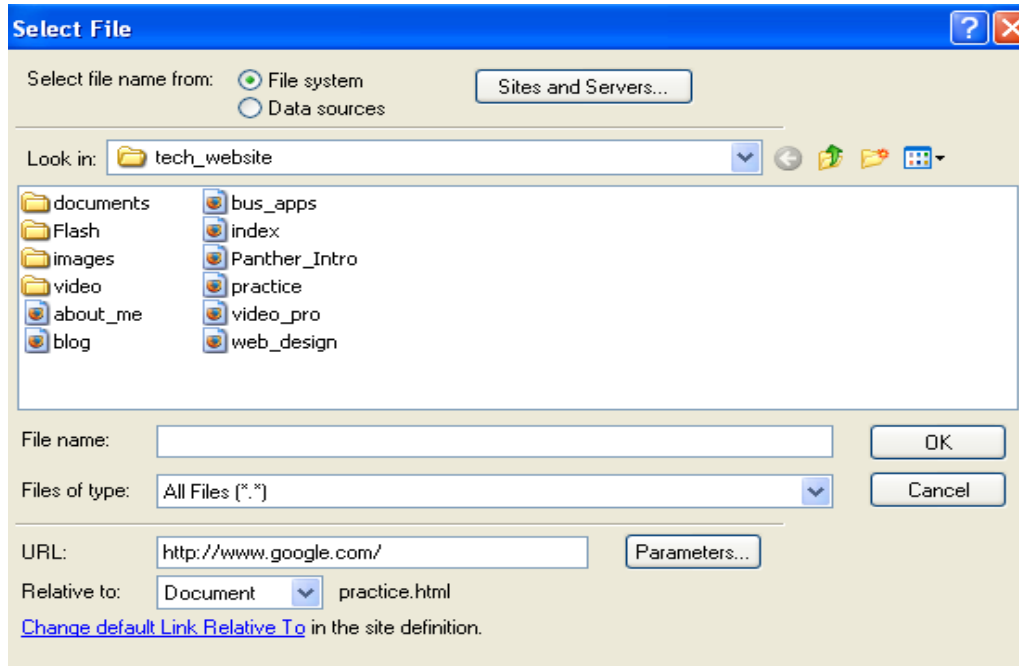 Select File
Select file name from: File system Sites and Servers...
Data sources
Look in: tech_website
documents bus_apps
Flash index
images Panther_Intro
video practice
about_me video_pro
blog web_design
File name: OK
Files of type: All Files (*.*) Cancel
URL: http://www.google.com/ Parameters...
Relative to: Document practice.html
Change default Link Relative To in the site definition.